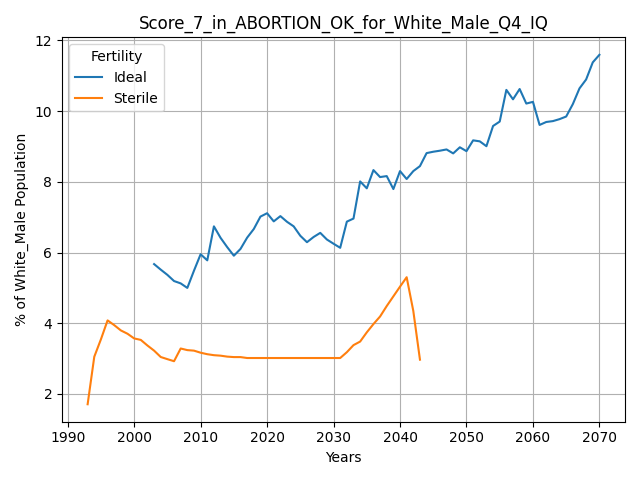 Score_7_in_ABORTION_OK_for_White_Male_Q4_IQ
% of White_Male Population
12
10
8
6
4
2
Fertility
Ideal
Sterile
1990 2000 2010 2020 2030 2040 2050 2060 2070
Years